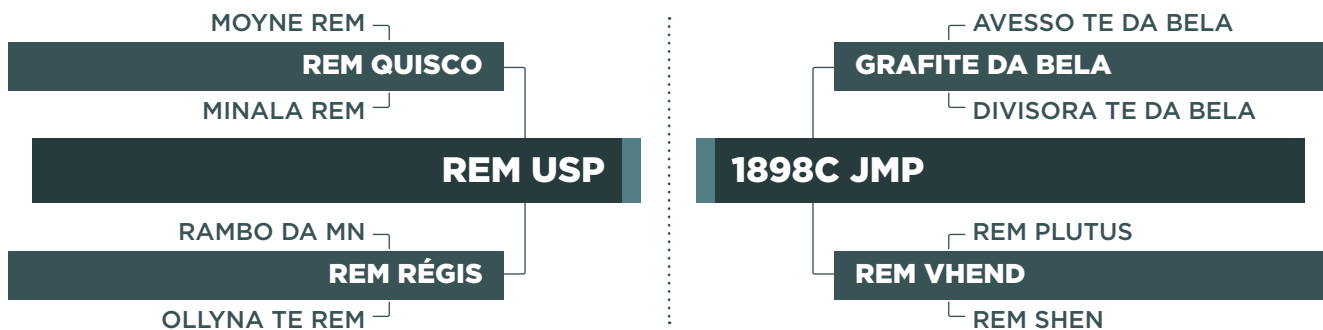 MOYNE REM
REM QUISCO
MINALA REM
REM USP
RAMBO DA MN
REM RÉGIS
OLLYNA TE REM
AVESSO TE DA BELA
GRAFITE DA BELA
DIVISORA TE DA BELA
1898C JMP
REM PLUTUS
REM VHEND
REM SHEN